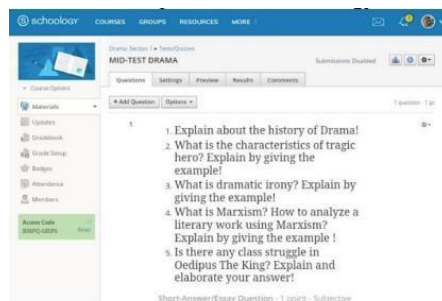 schoology COURSES GROUPS RESOURCES MORE
Drama: Section 1 ▸ Tests/Quizzes
MID-TEST DRAMA
Submissions Disabled
Questions Settings Preview Results Comments
+ Add Question Options
1 question · 1 pt
Course Options
Materials
Updates
Gradebook
Grade Setup
Badges
Attendance
Members
Access Code
Reset
1
1. Explain about the history of Drama!
2. What is the characteristics of tragic
hero? Explain by giving the
example!
3. What is dramatic irony? Explain by
giving the example!
4. What is Marxism? How to analyze a
literary work using Marxism?
Explain by giving the example !
5. Is there any class struggle in
Oedipus The King? Explain and
elaborate your answer!
Short-Answer/Essay Question - 1 point - Subjective